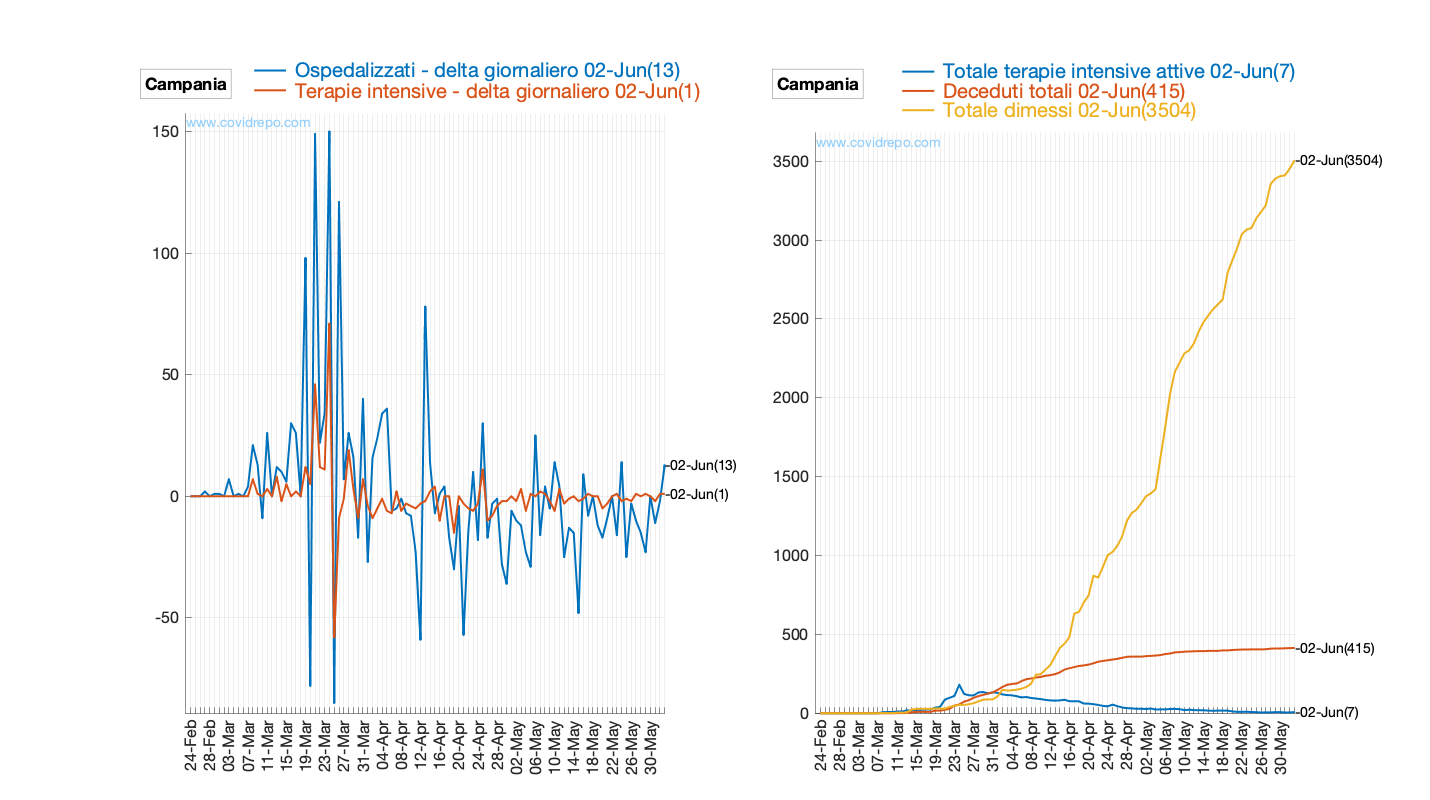 Campania
Ospedalizzati - delta giornaliero 02-Jun(13)
Terapie intensive - delta giornaliero 02-Jun(1)
www.covidrepo.com
150
100
50
0
-50
02-Jun(13)
02-Jun(1)
24-Feb
28-Feb
03-Mar
07-Mar
11-Mar
15-Mar
19-Mar
23-Mar
27-Mar
31-Mar
04-Apr
08-Apr
12-Apr
16-Apr
20-Apr
24-Apr
28-Apr
02-May
06-May
10-May
14-May
18-May
22-May
26-May
30-May
Campania
Totale terapie intensive attive 02-Jun(7)
Deceduti totali 02-Jun(415)
Totale dimessi 02-Jun(3504)
www.covidrepo.com
3500
3000
2500
2000
1500
1000
500
0
02-Jun(3504)
02-Jun(415)
02-Jun(7)
24-Feb
28-Feb
03-Mar
07-Mar
11-Mar
15-Mar
19-Mar
23-Mar
27-Mar
31-Mar
04-Apr
08-Apr
12-Apr
16-Apr
20-Apr
24-Apr
28-Apr
02-May
06-May
10-May
14-May
18-May
22-May
26-May
30-May